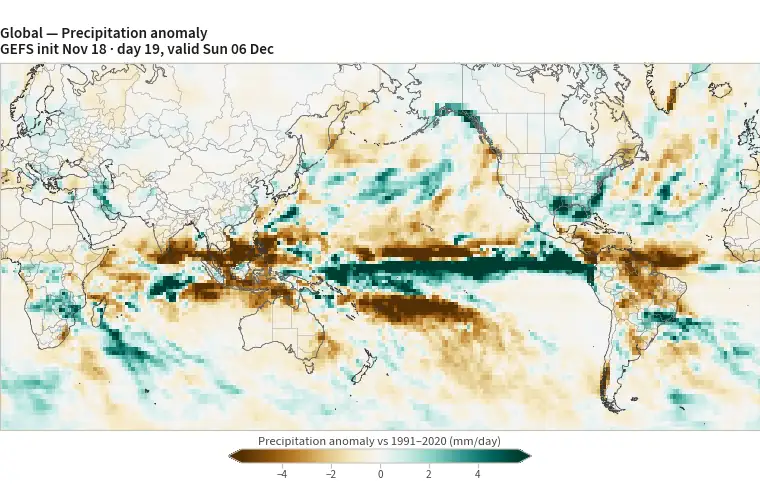 Global — Precipitation anomaly
GEFS init Nov 18 · day 19, valid Sun 06 Dec
Precipitation anomaly vs 1991–2020 (mm/day)
−4 −2 0 2 4